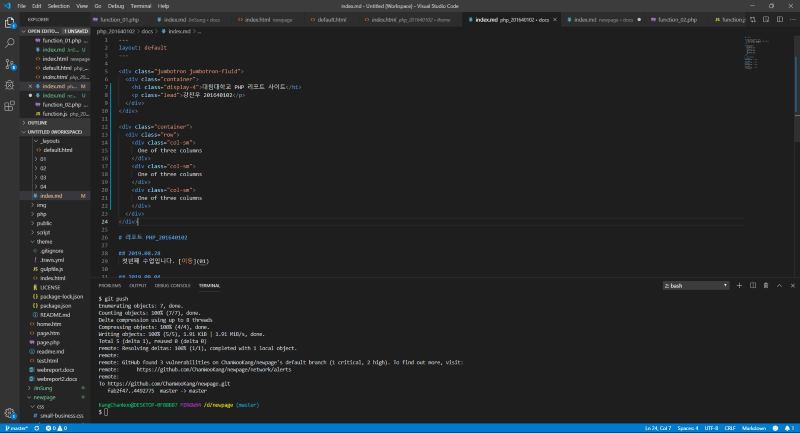 File Edit Selection View Go Debug Terminal Help
index.md - Untitled (Workspace) - Visual Studio Code
EXPLORER
OPEN EDITO... 1 UNSAVED
function_01.php
index.md
index.html newpage
default.html
index.html
index.md
index.md
function_02.php
function.js
OUTLINE
UNTITLED (WORKSPACE)
_layouts
default.html
01
02
03
04
index.md M
img
php
public
script
theme
.gitignore
.travis.yml
gulpfile.js
index.html
LICENSE
package-lock.json
package.json
README.md
home.htm
page.htm
page.php
readme.md
test.html
webreport.docx
webreport2.docx
JinSung
newpage
css
small-business.css
function_01.php
index.md JinSung > docs
index.html newpage
default.html
index.html php_201640102 > theme
index.md php_201640102 > docs
index.md newpage > docs
function_02.php
php_201640102 > docs > index.md > ...
1 ---
2 layout: default
3 ---
4
5 <div class="jumbotron jumbotron-fluid">
6 <div class="container">
7 <h1 class="display-4">대림대학교 PHP 리포트 사이트</h1>
8 <p class="lead">강찬우 201640102</p>
9 </div>
10 </div>
11
12 <div class="container">
13 <div class="row">
14 <div class="col-sm">
15 One of three columns
16 </div>
17 <div class="col-sm">
18 One of three columns
19 </div>
20 <div class="col-sm">
21 One of three columns
22 </div>
23 </div>
24 </div>
25
26 # 리포트 PHP_201640102
27
28 ## 2019.08.28
29 첫번째 수업입니다. [이동](01)
30
31 ## 2019.09.04
PROBLEMS OUTPUT DEBUG CONSOLE TERMINAL
2: bash
$ git push
Enumerating objects: 7, done.
Counting objects: 100% (7/7), done.
Delta compression using up to 8 threads
Compressing objects: 100% (4/4), done.
Writing objects: 100% (5/5), 1.91 KiB | 1.91 MiB/s, done.
Total 5 (delta 1), reused 0 (delta 0)
remote: Resolving deltas: 100% (1/1), completed with 1 local object.
remote:
remote: GitHub found 3 vulnerabilities on ChanWooKang/newpage's default branch (1 critical, 2 high). To find out more, visit:
remote: https://github.com/ChanWooKang/newpage/network/alerts
remote:
To https://github.com/ChanWooKang/newpage.git
fab2f47..4492775 master -> master
/d/newpage (master)
$
master*
0 0
Ln 24, Col 7 Spaces: 4 UTF-8 CRLF Markdown